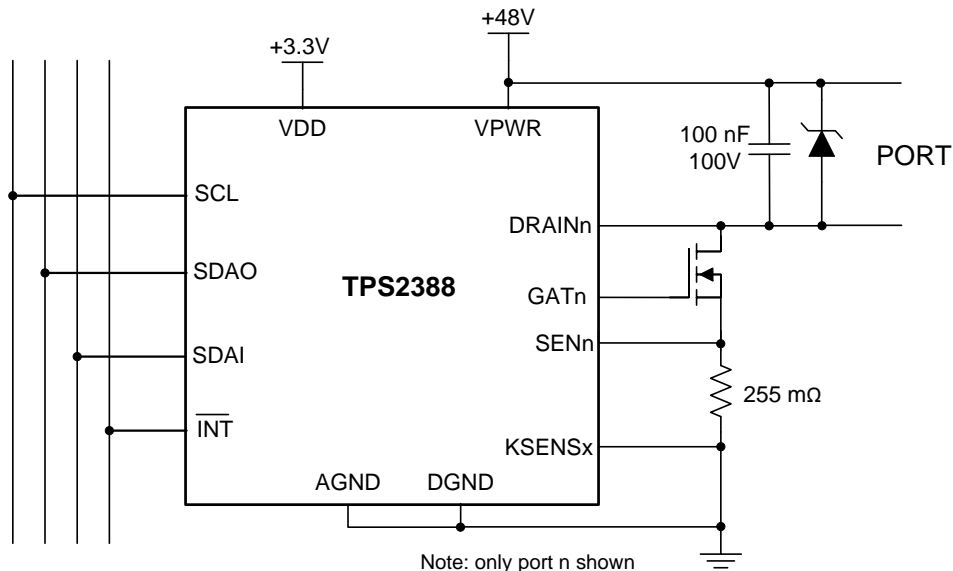 +48V
+3.3V
VDD
VPWR
100 nF
100V
PORT
SCL
DRAINn
SDAO
TPS2388
GATn
SENn
SDAI
255 mΩ
INT
KSENSx
AGND
DGND
Note: only port n shown